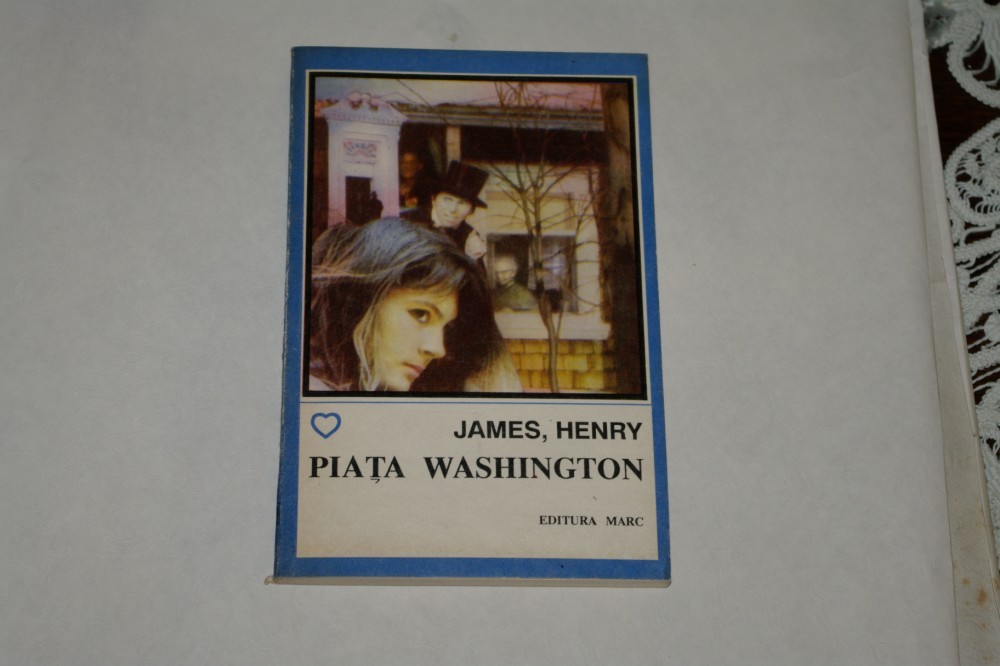 JAMES, HENRY
PIAȚA WASHINGTON
EDITURA MARC